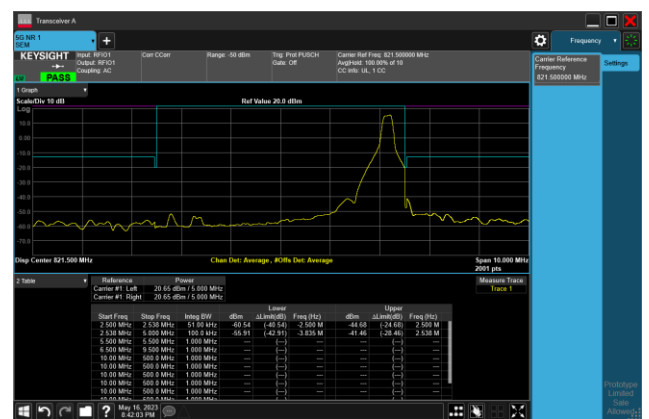 Transceiver A
5G NR 1
SEM
Frequency
KEYSIGHT
Input: RFIO1
Output: RFIO1
Coupling: AC
Corr CCorr
Range: -50 dBm
Trig: Prot PUSCH
Gate: Off
Carrier Ref Freq: 821.500000 MHz
Avg|Hold: 100.00% of 10
CC Info: UL, 1 CC
PASS
Carrier Reference
Frequency
821.500000 MHz
Settings
1 Graph
Scale/Div 10 dB
Ref Value 20.0 dBm
Log
10.0
0.00
-10.0
-20.0
-30.0
-40.0
-50.0
-60.0
-70.0
Disp Center 821.500 MHz
Chan Det: Average , #Offs Det: Average
Span 10.000 MHz
2001 pts
2 Table
Reference Power
Carrier #1: Left 20.65 dBm / 5.000 MHz
Carrier #1: Right 20.65 dBm / 5.000 MHz
Measure Trace
Trace 1
Lower Upper
Start Freq Stop Freq Integ BW dBm ΔLimit(dB) Freq (Hz) dBm ΔLimit(dB) Freq (Hz)
2.500 MHz 2.538 MHz 51.00 kHz -60.54 (-40.54) -2.500 M -44.68 (-24.68) 2.500 M
2.538 MHz 5.000 MHz 100.0 kHz -55.91 (-42.91) -3.835 M -41.46 (-28.46) 2.538 M
5.500 MHz 5.500 MHz 1.000 MHz --- (---) --- --- (---) ---
6.500 MHz 9.500 MHz 1.000 MHz --- (---) --- --- (---) ---
10.00 MHz 500.0 MHz 1.000 MHz --- (---) --- --- (---) ---
10.00 MHz 500.0 MHz 1.000 MHz --- (---) --- --- (---) ---
10.00 MHz 500.0 MHz 1.000 MHz --- (---) --- --- (---) ---
10.00 MHz 500.0 MHz 1.000 MHz --- (---) --- --- (---) ---
10.00 MHz 500.0 MHz 1.000 MHz --- (---) --- --- (---) ---
May 16, 2023
8:42:03 PM
Prototype
Limited
Sale
Allowed